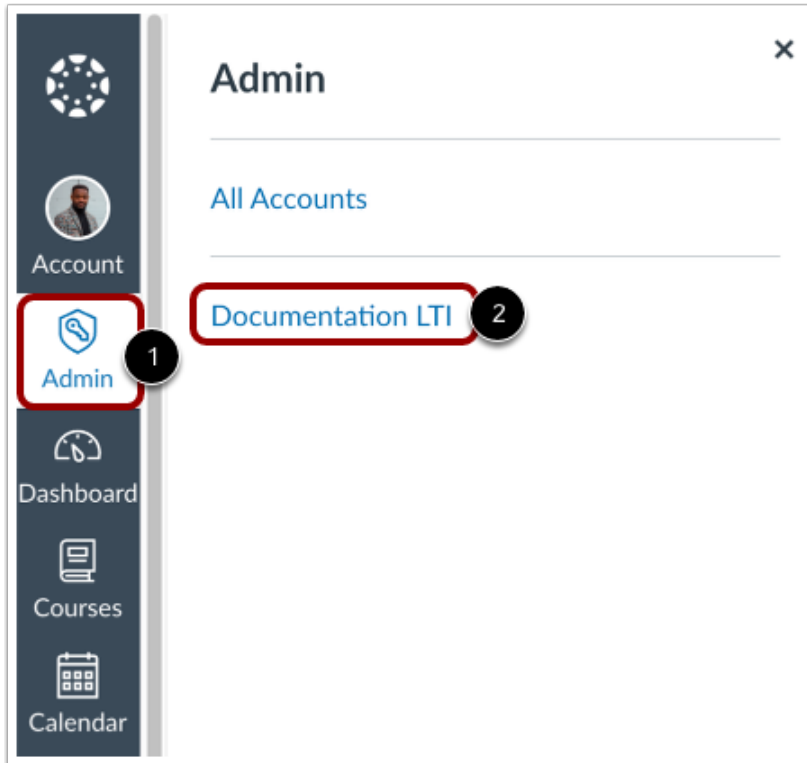 Admin
All Accounts
Documentation LTI
2
Account
1
Admin
Dashboard
Courses
Calendar